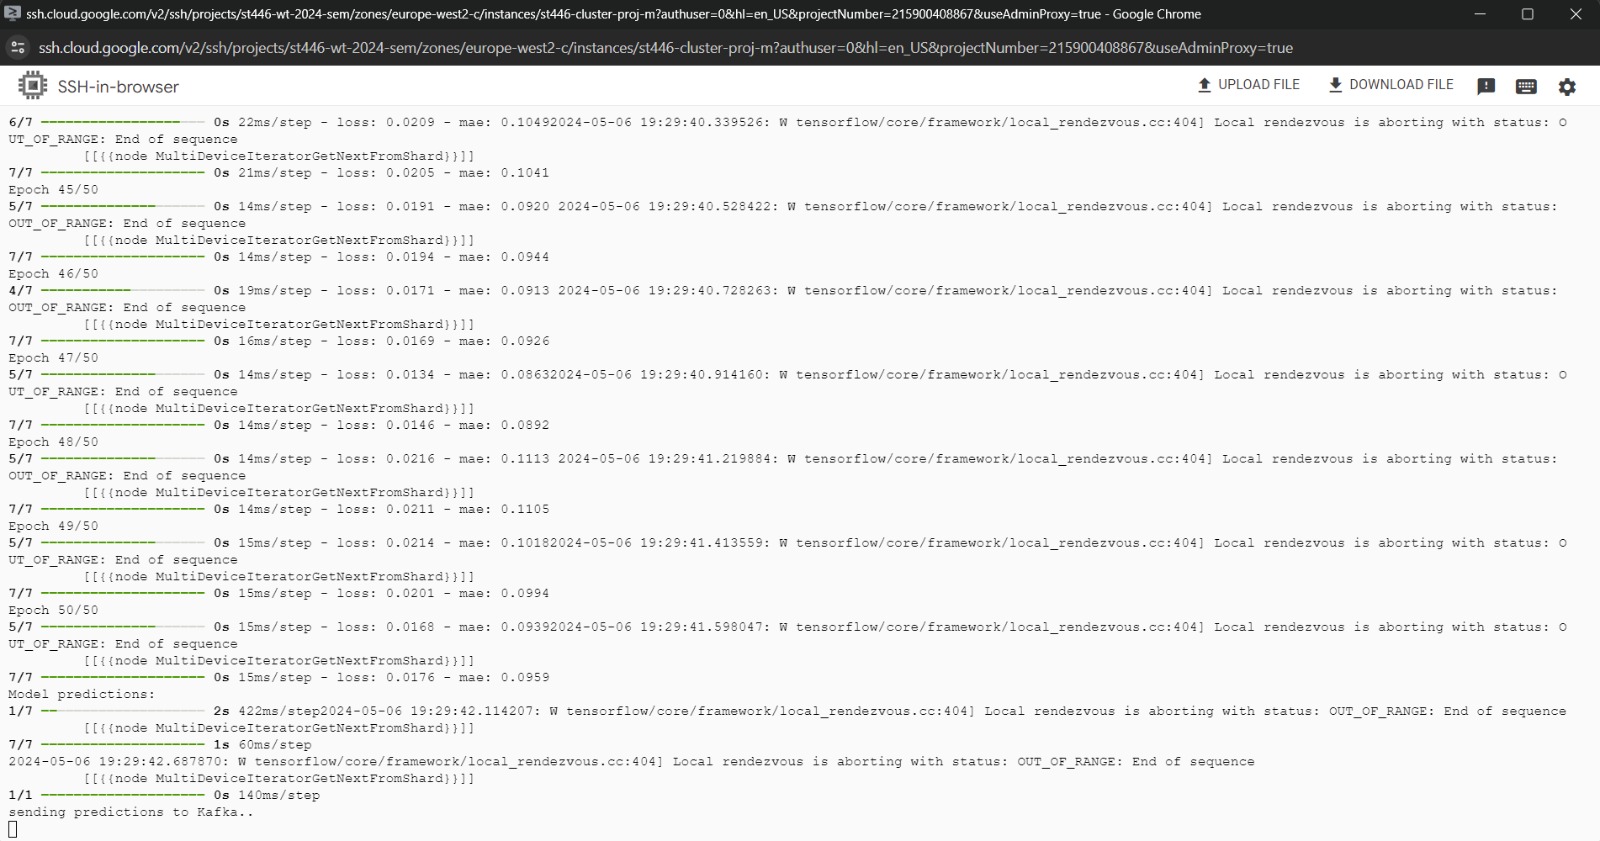 ssh.cloud.google.com/v2/ssh/projects/st446-wt-2024-sem/zones/europe-west2-c/instances/st446-cluster-proj-m?authuser=0&hl=en_US&projectNumber=215900408867&useAdminProxy=true - Google Chrome
ssh.cloud.google.com/v2/ssh/projects/st446-wt-2024-sem/zones/europe-west2-c/instances/st446-cluster-proj-m?authuser=0&hl=en_US&projectNumber=215900408867&useAdminProxy=true
SSH-in-browser UPLOAD FILE DOWNLOAD FILE
6/7 0s 22ms/step - loss: 0.0209 - mae: 0.10492024-05-06 19:29:40.339526: W tensorflow/core/framework/local_rendezvous.cc:404] Local rendezvous is aborting with status: O
UT_OF_RANGE: End of sequence
[[{{node MultiDeviceIteratorGetNextFromShard}}]]
7/7 0s 21ms/step - loss: 0.0205 - mae: 0.1041
Epoch 45/50
5/7 0s 14ms/step - loss: 0.0191 - mae: 0.0920 2024-05-06 19:29:40.528422: W tensorflow/core/framework/local_rendezvous.cc:404] Local rendezvous is aborting with status:
OUT_OF_RANGE: End of sequence
[[{{node MultiDeviceIteratorGetNextFromShard}}]]
7/7 0s 14ms/step - loss: 0.0194 - mae: 0.0944
Epoch 46/50
4/7 0s 19ms/step - loss: 0.0171 - mae: 0.0913 2024-05-06 19:29:40.728263: W tensorflow/core/framework/local_rendezvous.cc:404] Local rendezvous is aborting with status:
OUT_OF_RANGE: End of sequence
[[{{node MultiDeviceIteratorGetNextFromShard}}]]
7/7 0s 16ms/step - loss: 0.0169 - mae: 0.0926
Epoch 47/50
5/7 0s 14ms/step - loss: 0.0134 - mae: 0.08632024-05-06 19:29:40.914160: W tensorflow/core/framework/local_rendezvous.cc:404] Local rendezvous is aborting with status: O
UT_OF_RANGE: End of sequence
[[{{node MultiDeviceIteratorGetNextFromShard}}]]
7/7 0s 14ms/step - loss: 0.0146 - mae: 0.0892
Epoch 48/50
5/7 0s 14ms/step - loss: 0.0216 - mae: 0.1113 2024-05-06 19:29:41.219884: W tensorflow/core/framework/local_rendezvous.cc:404] Local rendezvous is aborting with status:
OUT_OF_RANGE: End of sequence
[[{{node MultiDeviceIteratorGetNextFromShard}}]]
7/7 0s 14ms/step - loss: 0.0211 - mae: 0.1105
Epoch 49/50
5/7 0s 15ms/step - loss: 0.0214 - mae: 0.10182024-05-06 19:29:41.413559: W tensorflow/core/framework/local_rendezvous.cc:404] Local rendezvous is aborting with status: O
UT_OF_RANGE: End of sequence
[[{{node MultiDeviceIteratorGetNextFromShard}}]]
7/7 0s 15ms/step - loss: 0.0201 - mae: 0.0994
Epoch 50/50
5/7 0s 15ms/step - loss: 0.0168 - mae: 0.09392024-05-06 19:29:41.598047: W tensorflow/core/framework/local_rendezvous.cc:404] Local rendezvous is aborting with status: O
UT_OF_RANGE: End of sequence
[[{{node MultiDeviceIteratorGetNextFromShard}}]]
7/7 0s 15ms/step - loss: 0.0176 - mae: 0.0959
Model predictions:
1/7 2s 422ms/step2024-05-06 19:29:42.114207: W tensorflow/core/framework/local_rendezvous.cc:404] Local rendezvous is aborting with status: OUT_OF_RANGE: End of sequence
[[{{node MultiDeviceIteratorGetNextFromShard}}]]
7/7 1s 60ms/step
2024-05-06 19:29:42.687870: W tensorflow/core/framework/local_rendezvous.cc:404] Local rendezvous is aborting with status: OUT_OF_RANGE: End of sequence
[[{{node MultiDeviceIteratorGetNextFromShard}}]]
1/1 0s 140ms/step
sending predictions to Kafka..